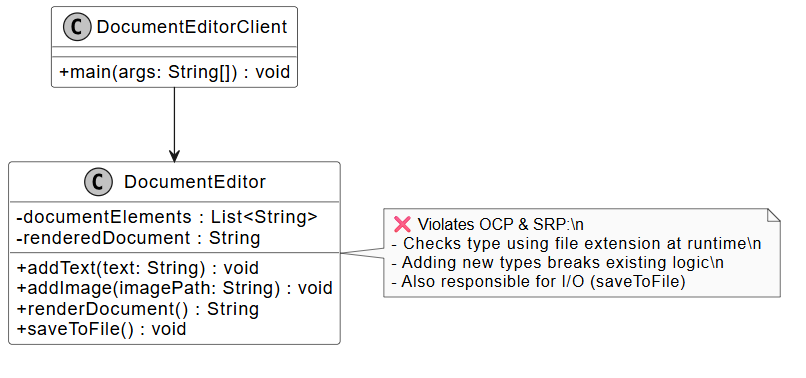 C DocumentEditorClient
+main(args: String[]) : void
C DocumentEditor
-documentElements : List<String>
-renderedDocument : String
+addText(text: String) : void
+addImage(imagePath: String) : void
+renderDocument() : String
+saveToFile() : void
❌ Violates OCP & SRP:\n
- Checks type using file extension at runtime\n
- Adding new types breaks existing logic\n
- Also responsible for I/O (saveToFile)